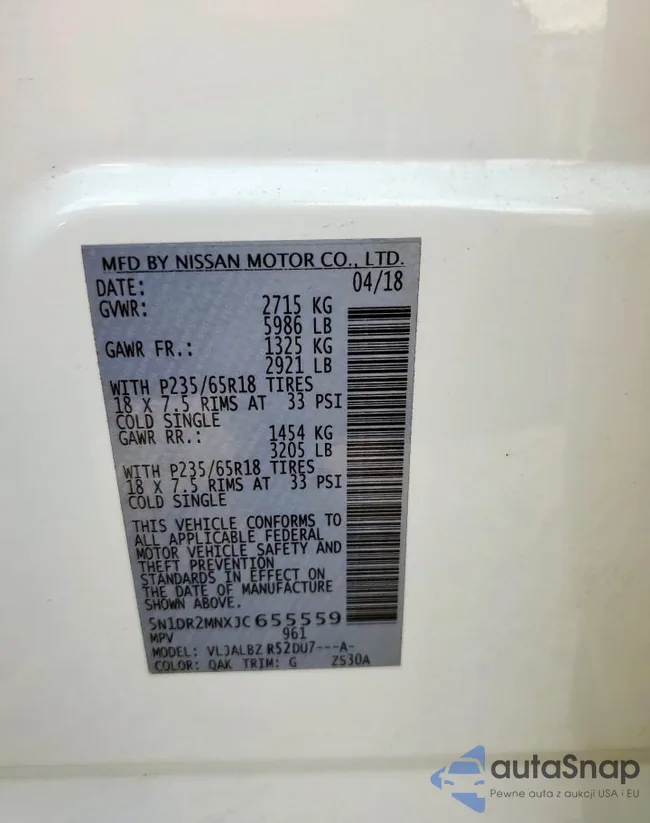 MFD BY NISSAN MOTOR CO., LTD.
DATE: 04/18
GVWR: 2715 KG
5986 LB
GAWR FR.: 1325 KG
2921 LB
WITH P235/65R18 TIRES
18 X 7.5 RIMS AT 33 PSI
COLD SINGLE
GAWR RR.: 1454 KG
3205 LB
WITH P235/65R18 TIRES
18 X 7.5 RIMS AT 33 PSI
COLD SINGLE
THIS VEHICLE CONFORMS TO
ALL APPLICABLE FEDERAL
MOTOR VEHICLE SAFETY AND
THEFT PREVENTION
STANDARDS IN EFFECT ON
THE DATE OF MANUFACTURE
SHOWN ABOVE.
5N1DR2MNXJC655559
MPV 961
MODEL: VLJALBZ R52DU7---A-
COLOR: QAK TRIM: G ZS30A
autaSnap
Pewne auta z aukcji USA i EU